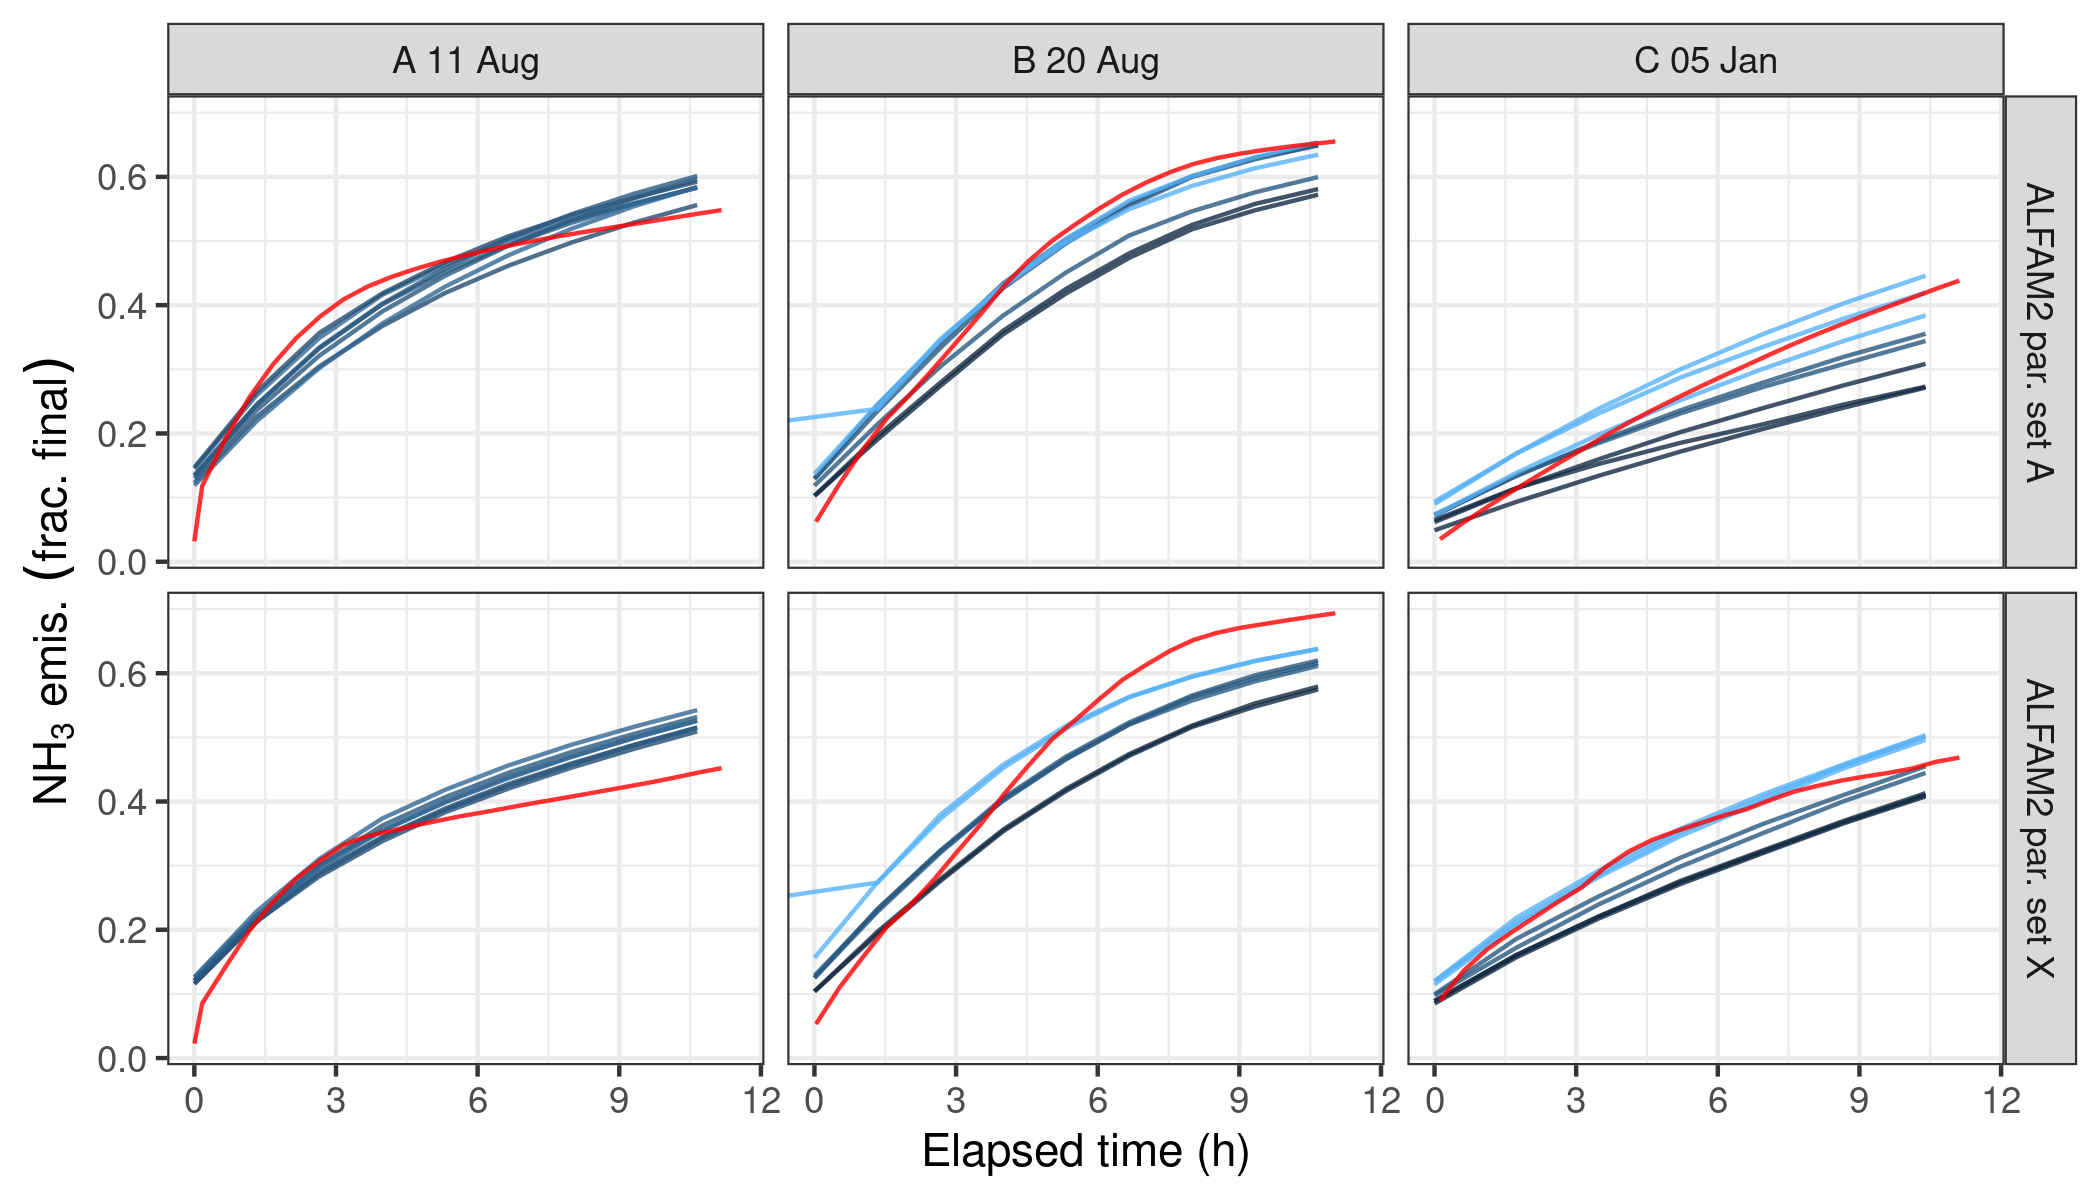 A 11 Aug
B 20 Aug
C 05 Jan
0.6
0.4
0.2
0.0
ALFAM2 par. set A
0.6
0.4
0.2
0.0
ALFAM2 par. set X
NH₃ emis. (frac. final)
0 3 6 9 12
0 3 6 9 12
0 3 6 9 12
Elapsed time (h)